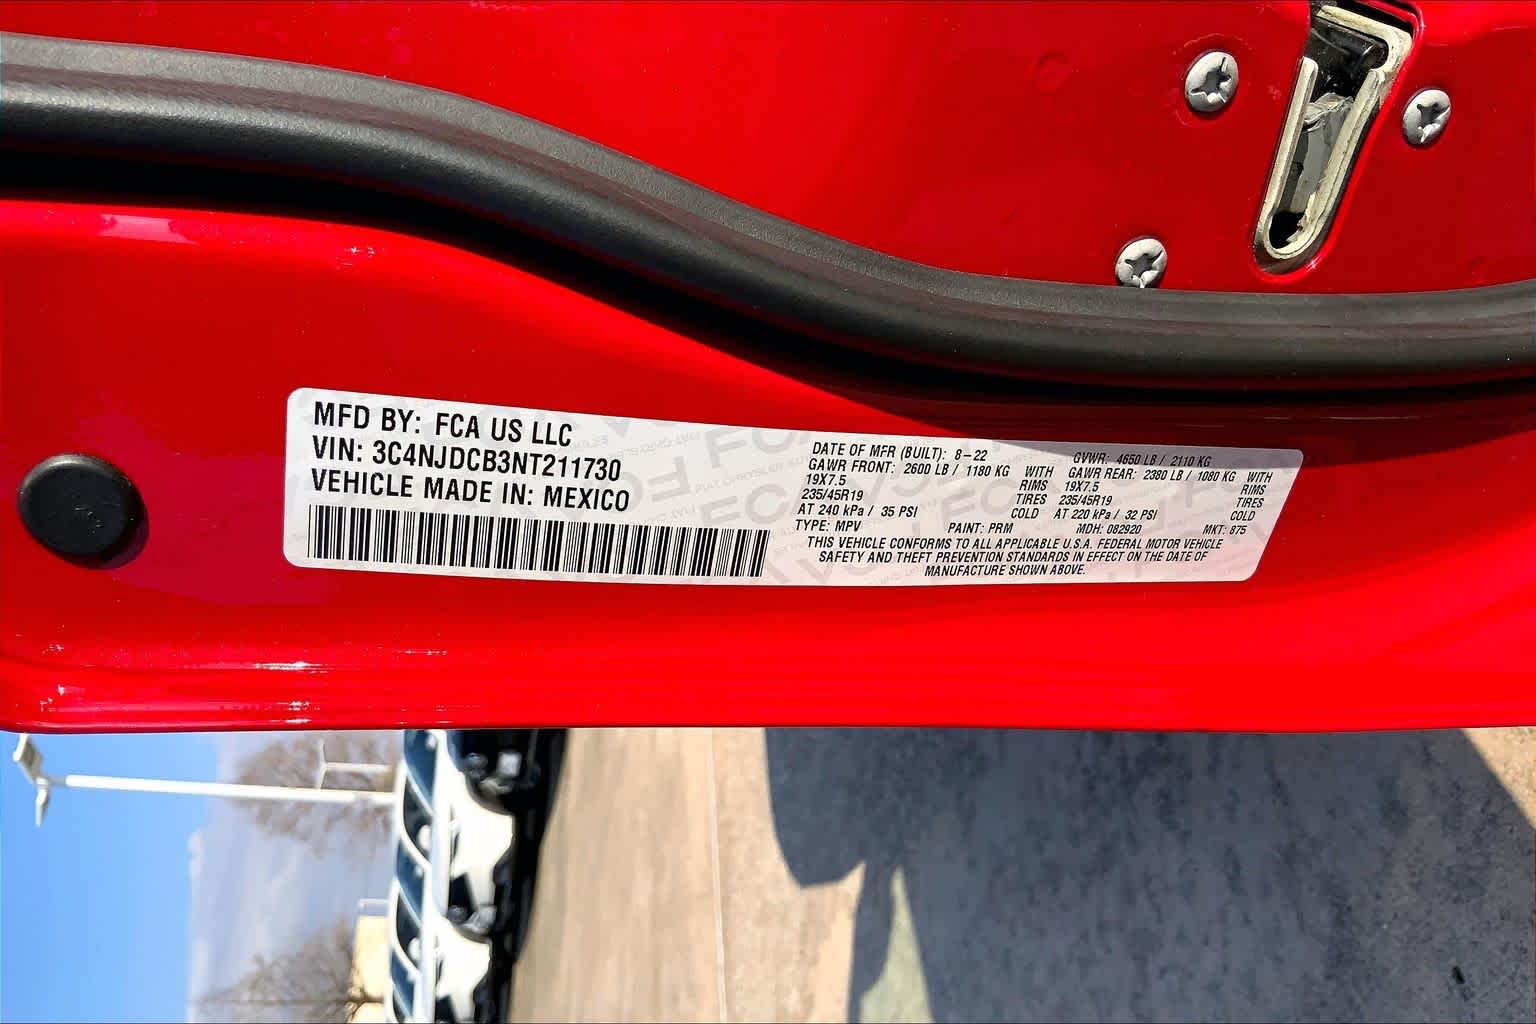 MFD BY: FCA US LLC
VIN: 3C4NJDCB3NT211730
VEHICLE MADE IN: MEXICO
DATE OF MFR (BUILT): 8-22 GVWR: 4650 LB / 2110 KG
GAWR FRONT: 2600 LB / 1180 KG WITH GAWR REAR: 2380 LB / 1080 KG WITH
19X7.5 RIMS 19X7.5 RIMS
235/45R19 TIRES 235/45R19 TIRES
AT 240 kPa / 35 PSI COLD AT 220 kPa / 32 PSI COLD
TYPE: MPV PAINT: PRM MDH: 082920 MKT: 875
THIS VEHICLE CONFORMS TO ALL APPLICABLE U.S.A. FEDERAL MOTOR VEHICLE
SAFETY AND THEFT PREVENTION STANDARDS IN EFFECT ON THE DATE OF
MANUFACTURE SHOWN ABOVE.